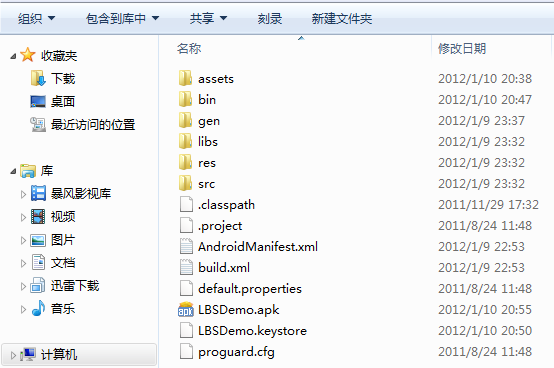 组织 包含到库中 共享 刻录 新建文件夹
收藏夹
下载
桌面
最近访问的位置
库
暴风影视库
视频
图片
文档
迅雷下载
音乐
计算机
名称 修改日期
assets 2012/1/10 20:38
bin 2012/1/10 20:47
gen 2012/1/9 23:37
libs 2012/1/9 23:32
res 2012/1/9 23:32
src 2012/1/9 23:32
.classpath 2011/11/29 17:32
.project 2011/8/24 11:48
AndroidManifest.xml 2012/1/9 22:53
build.xml 2012/1/9 22:53
default.properties 2011/8/24 11:48
apk LBSDemo.apk 2012/1/10 20:55
LBSDemo.keystore 2012/1/10 20:50
proguard.cfg 2011/8/24 11:48